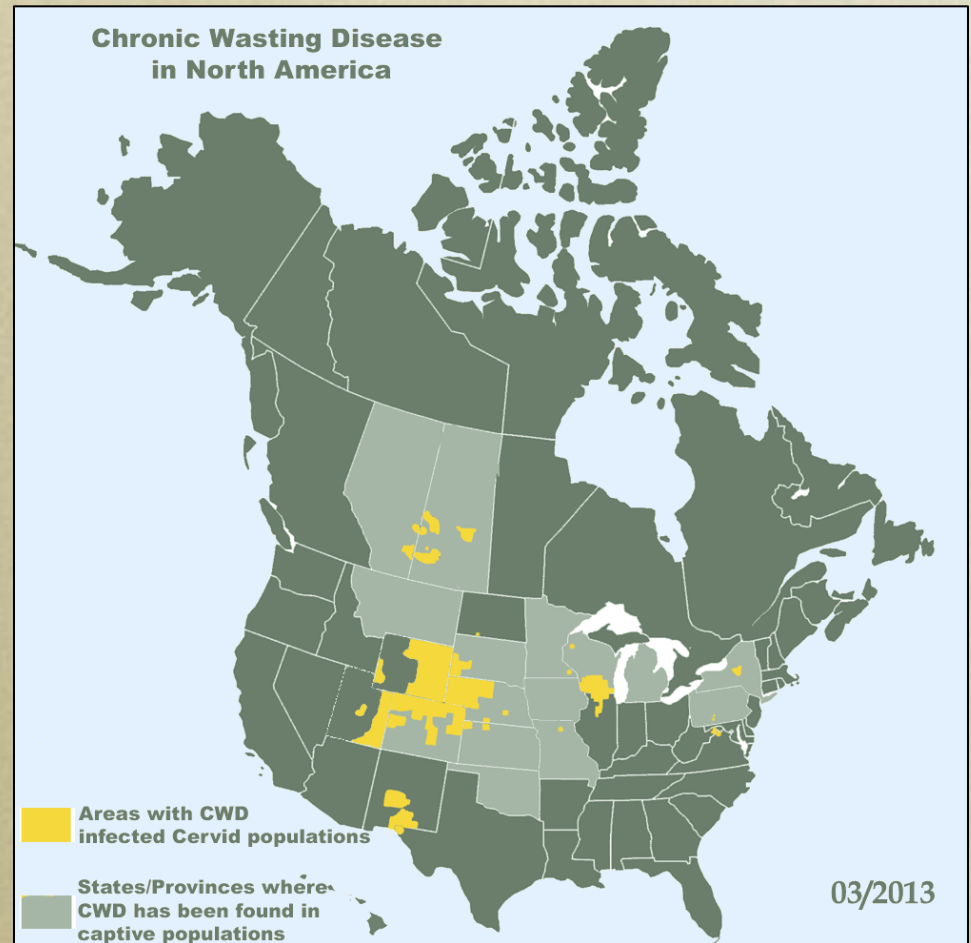 Chronic Wasting Disease
in North America
Areas with CWD
infected Cervid populations
States/Provinces where
CWD has been found in
captive populations
03/2013